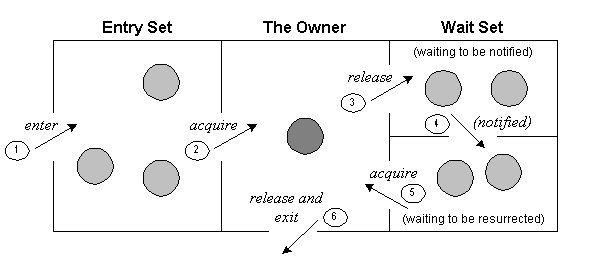 Entry Set
The Owner
Wait Set
(waiting to be notified)
release
3
enter
1
acquire
2
4
(notified)
acquire
5
release and
exit
6
(waiting to be resurrected)